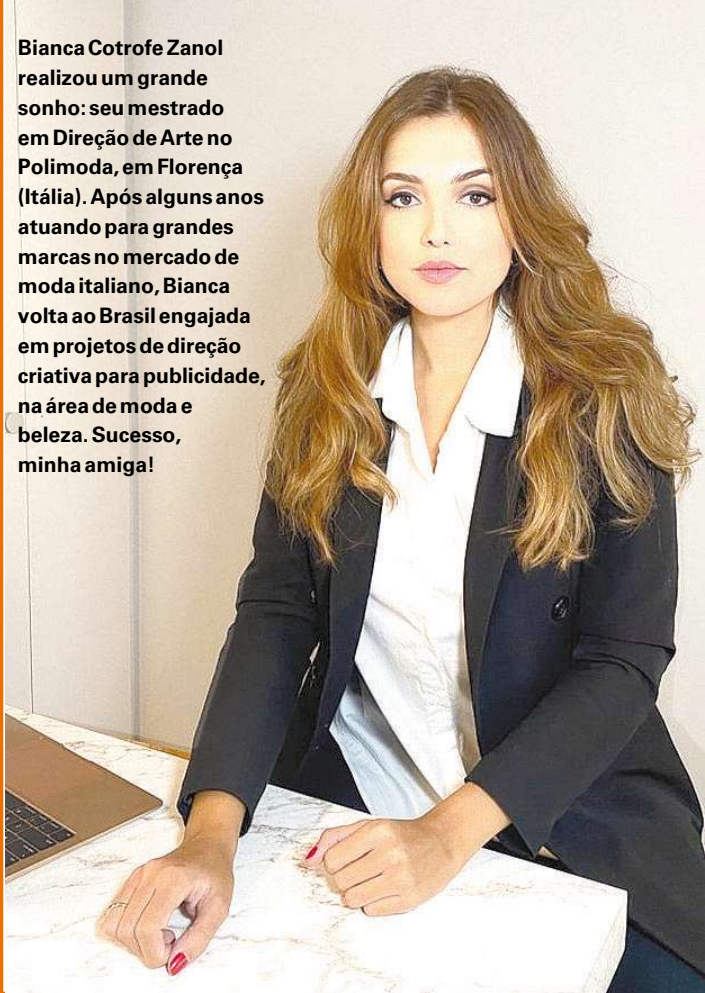 Bianca Cotrofe Zanol
realizou um grande
sonho: seu mestrado
em Direção de Arte no
Polimoda, em Florença
(Itália). Após alguns anos
atuando para grandes
marcas no mercado de
moda italiano, Bianca
volta ao Brasil engajada
em projetos de direção
criativa para publicidade,
na área de moda e
beleza. Sucesso,
minha amiga!